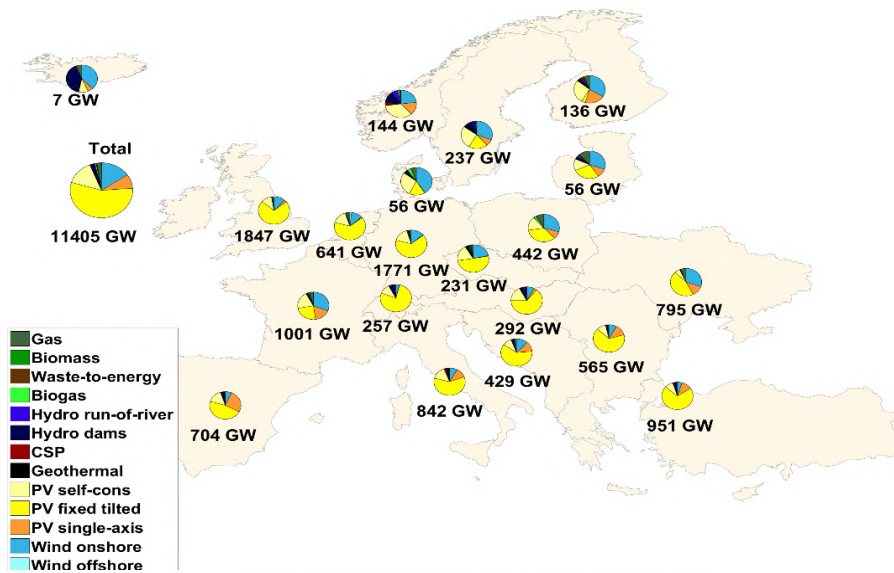 7 GW
Total
11405 GW
144 GW
237 GW
136 GW
56 GW
56 GW
1847 GW
641 GW
1771 GW
442 GW
231 GW
795 GW
1001 GW
257 GW
292 GW
565 GW
429 GW
842 GW
704 GW
951 GW
Gas
Biomass
Waste-to-energy
Biogas
Hydro run-of-river
Hydro dams
CSP
Geothermal
PV self-cons
PV fixed tilted
PV single-axis
Wind onshore
Wind offshore